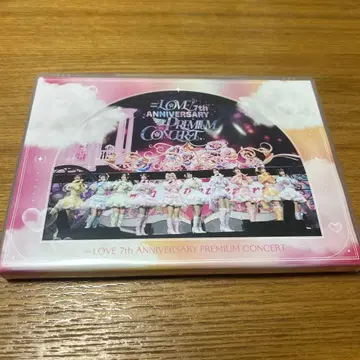 =LOVE 7th
ANNIVERSARY
PREMIUM
CONCERT
=LOVE 7th ANNIVERSARY PREMIUM CONCERT